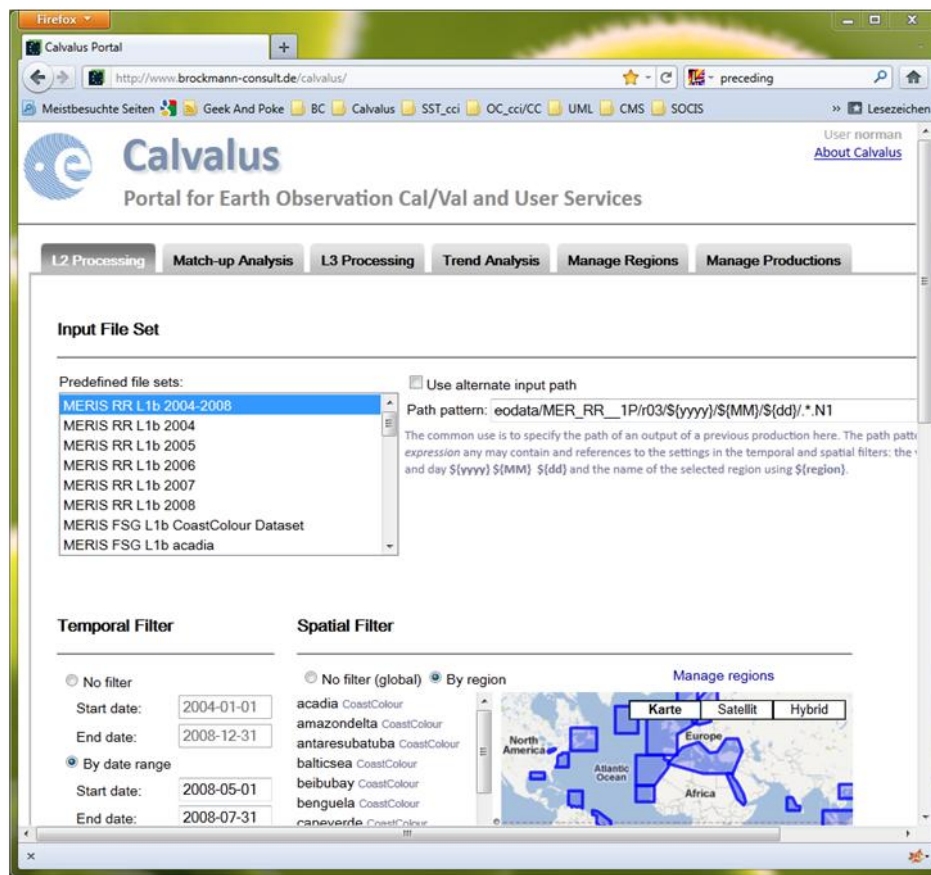 Firefox
Calvalus Portal
http://www.brockmann-consult.de/calvalus/
preceding
Meistbesuchte Seiten
Geek And Poke
BC
Calvalus
SST_cci
OC_cci/CC
UML
CMS
SOCIS
» Lesezeichen
User norman
About Calvalus
Calvalus
Portal for Earth Observation Cal/Val and User Services
L2 Processing
Match-up Analysis
L3 Processing
Trend Analysis
Manage Regions
Manage Productions
Input File Set
Predefined file sets:
MERIS RR L1b 2004-2008
MERIS RR L1b 2004
MERIS RR L1b 2005
MERIS RR L1b 2006
MERIS RR L1b 2007
MERIS RR L1b 2008
MERIS FSG L1b CoastColour Dataset
MERIS FSG L1b acadia
Use alternate input path
Path pattern: eodata/MER_RR__1P/r03/${yyyy}/${MM}/${dd}/.*.N1
The common use is to specify the path of an output of a previous production here. The path patte
expression any may contain and references to the settings in the temporal and spatial filters: the
and day ${yyyy} ${MM} ${dd} and the name of the selected region using ${region}.
Temporal Filter
No filter
Start date: 2004-01-01
End date: 2008-12-31
By date range
Start date: 2008-05-01
End date: 2008-07-31
Spatial Filter
No filter (global)
By region
Manage regions
acadia CoastColour
amazondelta CoastColour
antaresubatuba CoastColour
balticsea CoastColour
beibubay CoastColour
benguela CoastColour
capeverde CoastColour
Karte
Satellit
Hybrid
North
America
Europe
Atlantic
Ocean
Africa